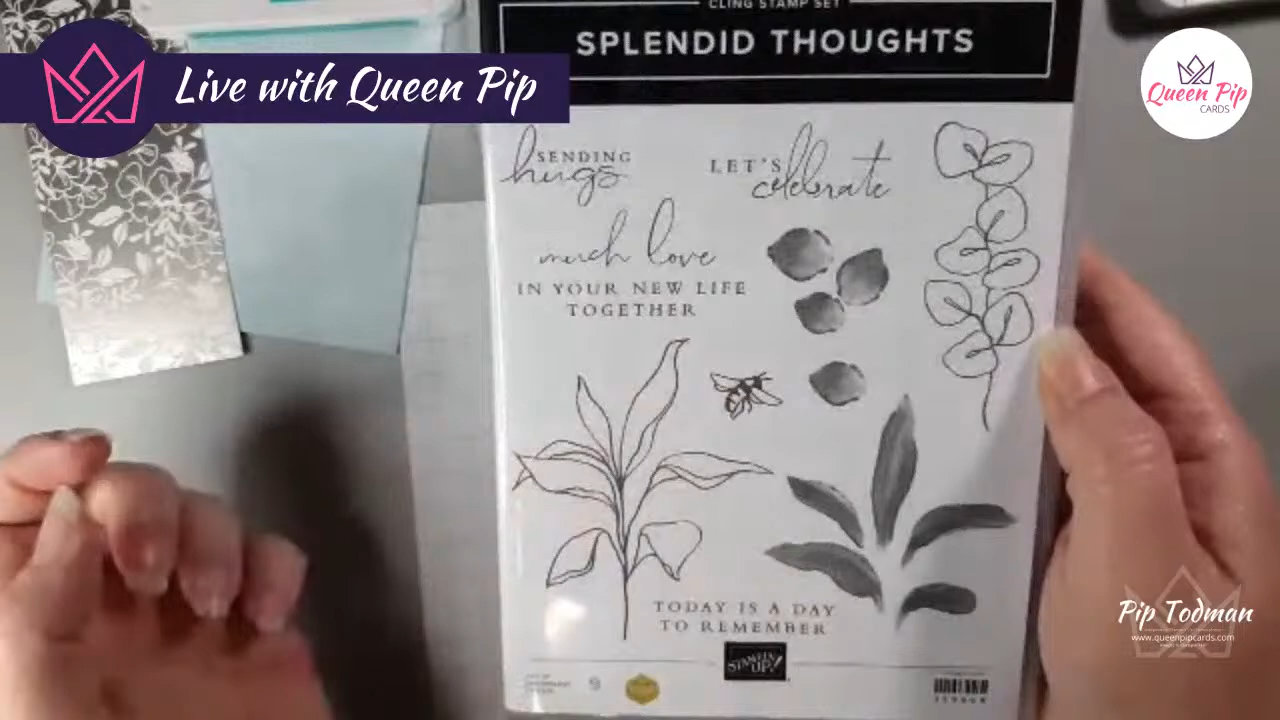 CLING STAMP SET
SPLENDID THOUGHTS
Live with Queen Pip
Queen Pip
CARDS
SENDING
hugs
LET'S
celebrate
much love
IN YOUR NEW LIFE
TOGETHER
TODAY IS A DAY
TO REMEMBER
STAMPIN'
UP!
9
Pip Todman
www.queenpipcards.com